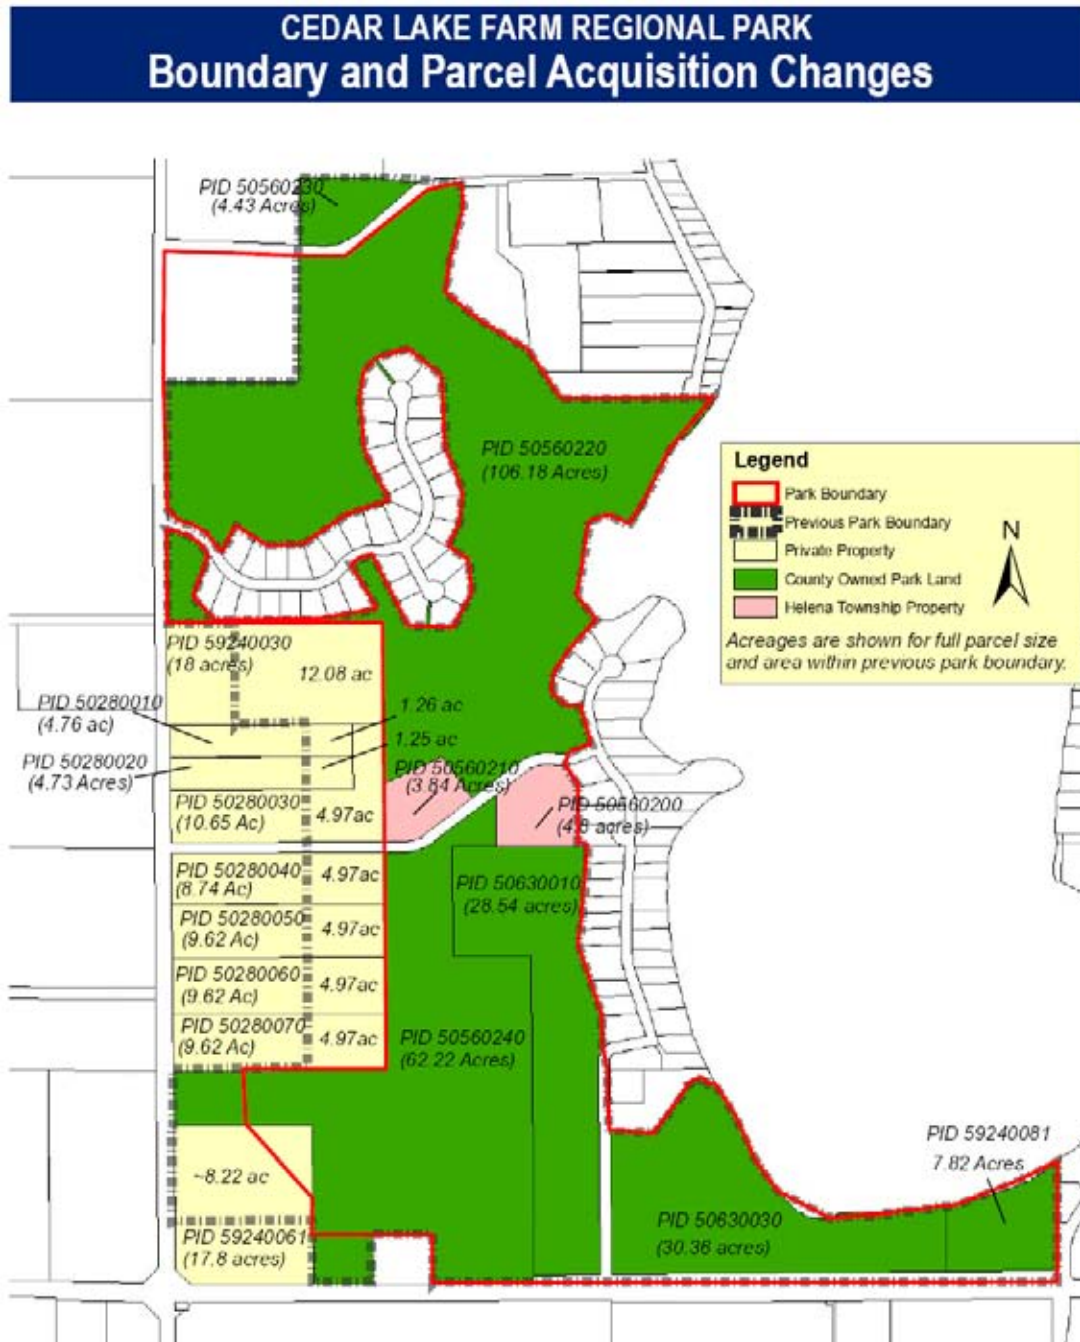 CEDAR LAKE FARM REGIONAL PARK
Boundary and Parcel Acquisition Changes
PID 50560230
(4.43 Acres)
PID 50560220
(106.18 Acres)
Legend
Park Boundary
Previous Park Boundary
Private Property
County Owned Park Land
Helena Township Property
N
Acreages are shown for full parcel size
and area within previous park boundary.
PID 59240030
(18 acres)
12.08 ac
PID 50280010
(4.76 ac)
1.26 ac
1.25 ac
PID 50280020
(4.73 Acres)
PID 50560210
(3.84 Acres)
PID 50280030
(10.65 Ac)
4.97ac
PID 50560200
(4.8 acres)
PID 50280040
(8.74 Ac)
4.97ac
PID 50630010
(28.54 acres)
PID 50280050
(9.62 Ac)
4.97ac
PID 50280060
(9.62 Ac)
4.97ac
PID 50280070
(9.62 Ac)
4.97ac
PID 50560240
(62.22 Acres)
~8.22 ac
PID 59240081
7.82 Acres
PID 59240061
(17.8 acres)
PID 50630030
(30.36 acres)